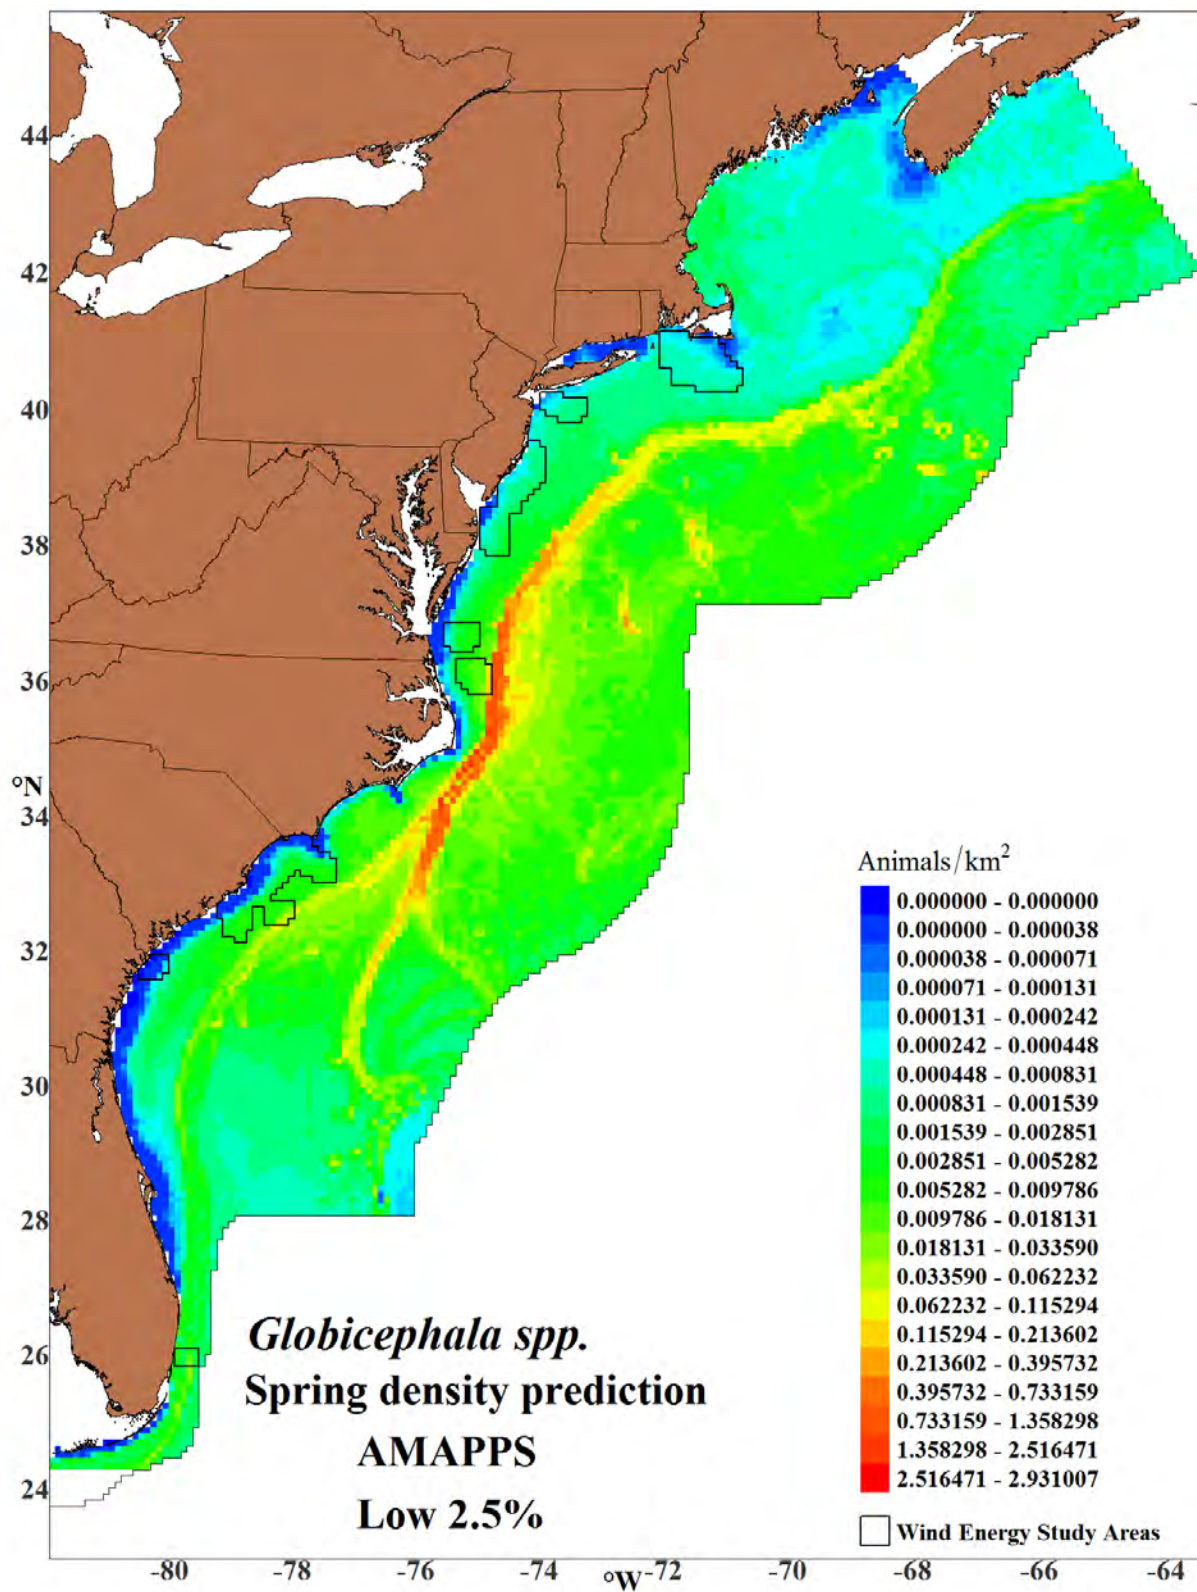 44
42
40
38
36
°N
34
32
30
28
26
24
Animals/km²
0.000000 - 0.000000
0.000000 - 0.000038
0.000038 - 0.000071
0.000071 - 0.000131
0.000131 - 0.000242
0.000242 - 0.000448
0.000448 - 0.000831
0.000831 - 0.001539
0.001539 - 0.002851
0.002851 - 0.005282
0.005282 - 0.009786
0.009786 - 0.018131
0.018131 - 0.033590
0.033590 - 0.062232
0.062232 - 0.115294
0.115294 - 0.213602
0.213602 - 0.395732
0.395732 - 0.733159
0.733159 - 1.358298
1.358298 - 2.516471
2.516471 - 2.931007
Wind Energy Study Areas
Globicephala spp.
Spring density prediction
AMAPPS
Low 2.5%
-80 -78 -76 -74 -72 -70 -68 -66 -64
°W